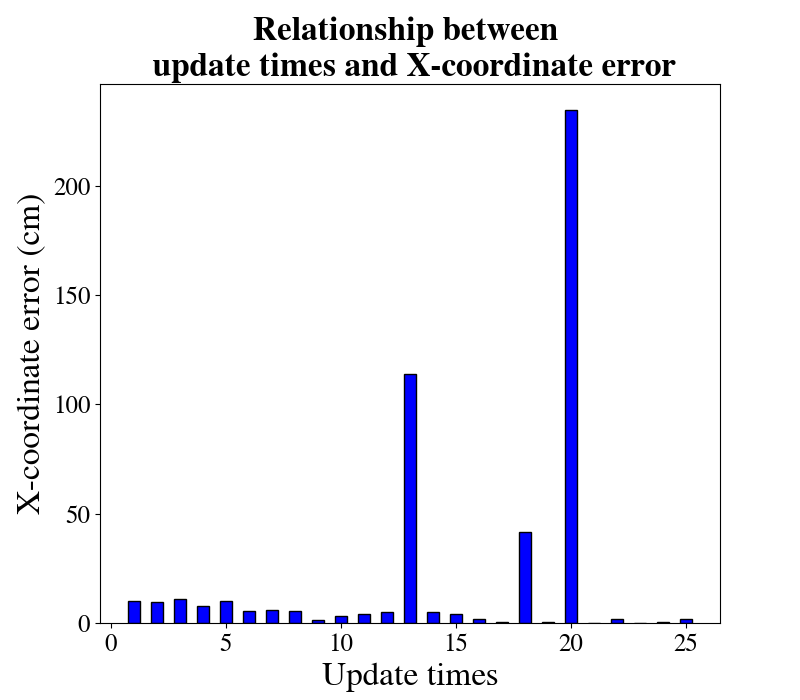 Relationship between
update times and X-coordinate error
X-coordinate error (cm)
200
150
100
50
0
0 5 10 15 20 25
Update times